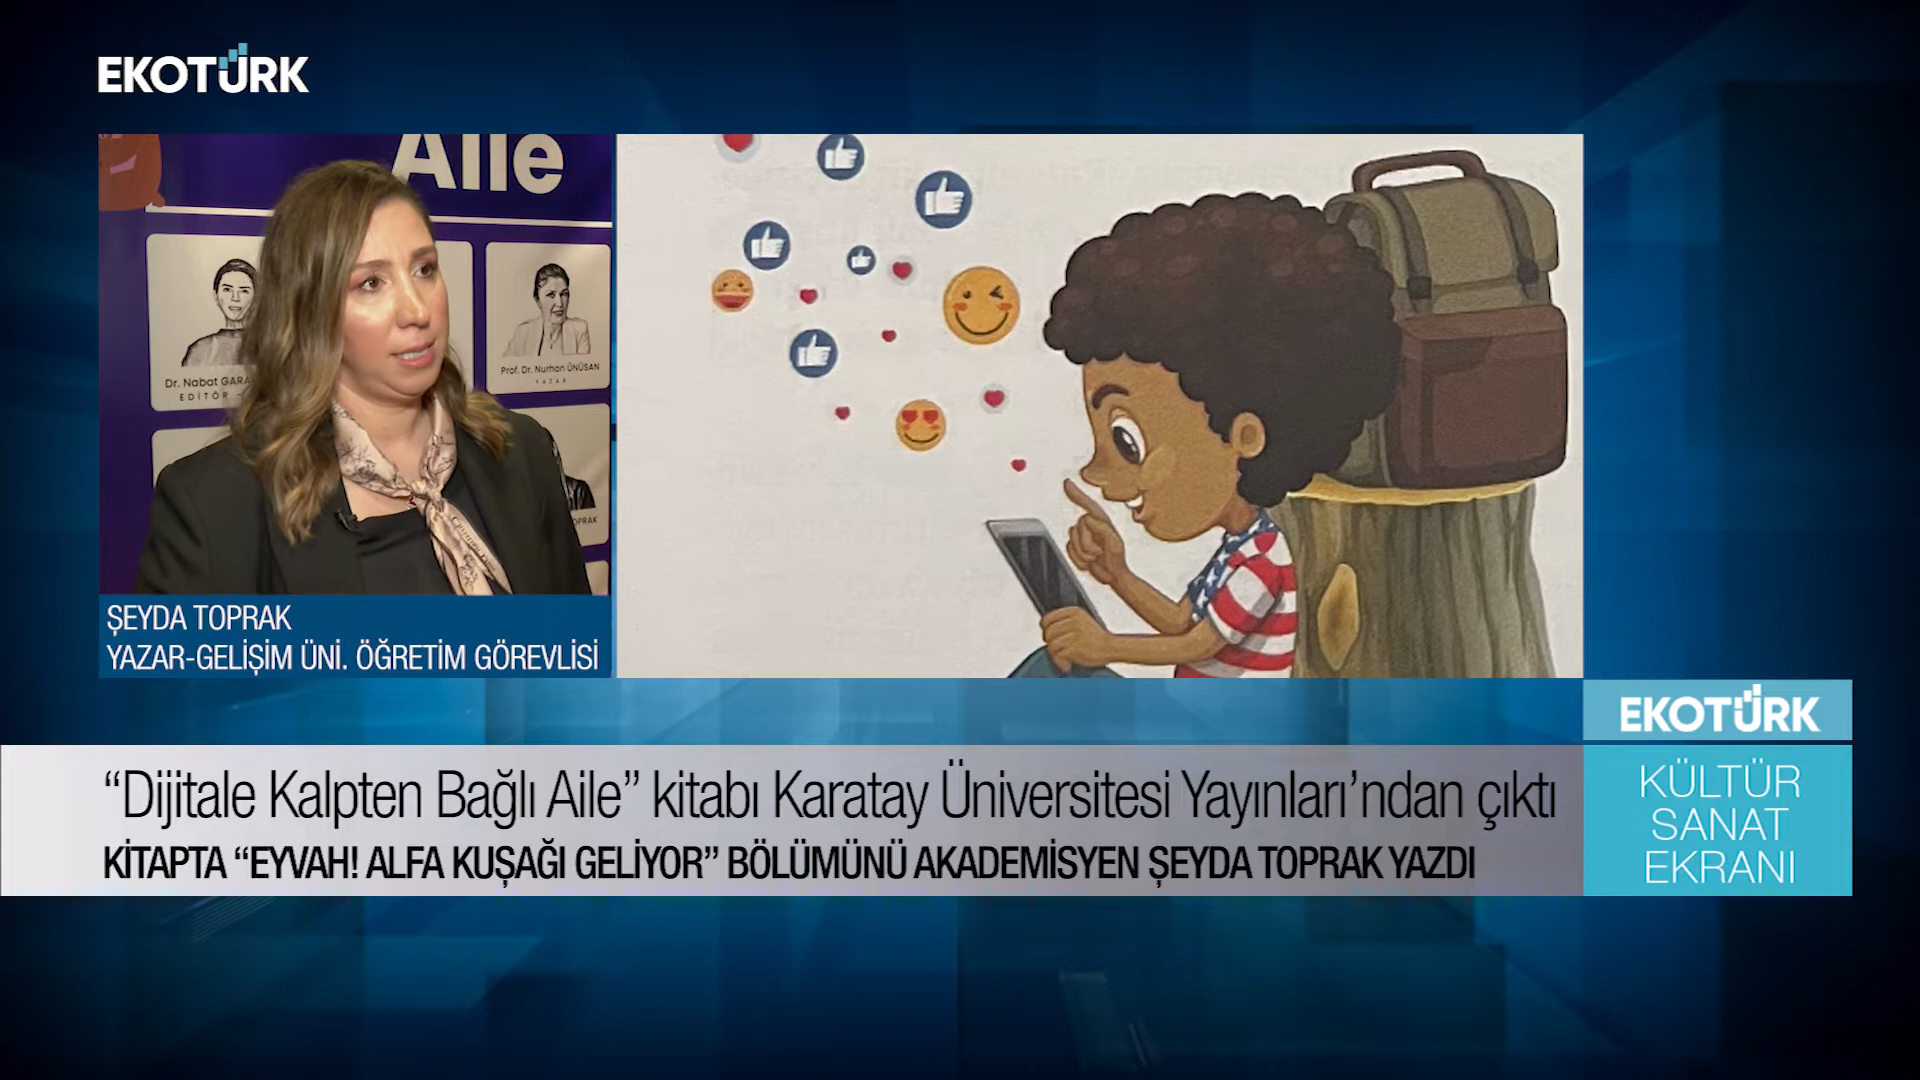 EKOTÜRK
Aile
Dr. Nabat
EDİTÖR
Prof. Dr. Nurhan ÜNÜSAN
YAZAR
ŞEYDA TOPRAK
YAZAR-GELİŞİM ÜNİ. ÖĞRETİM GÖREVLİSİ
EKOTÜRK
“Dijitale Kalpten Bağlı Aile” kitabı Karatay Üniversitesi Yayınları’ndan çıktı
KİTAPTA “EYVAH! ALFA KUŞAĞI GELİYOR” BÖLÜMÜNÜ AKADEMİSYEN ŞEYDA TOPRAK YAZDI
KÜLTÜR
SANAT
EKRANI